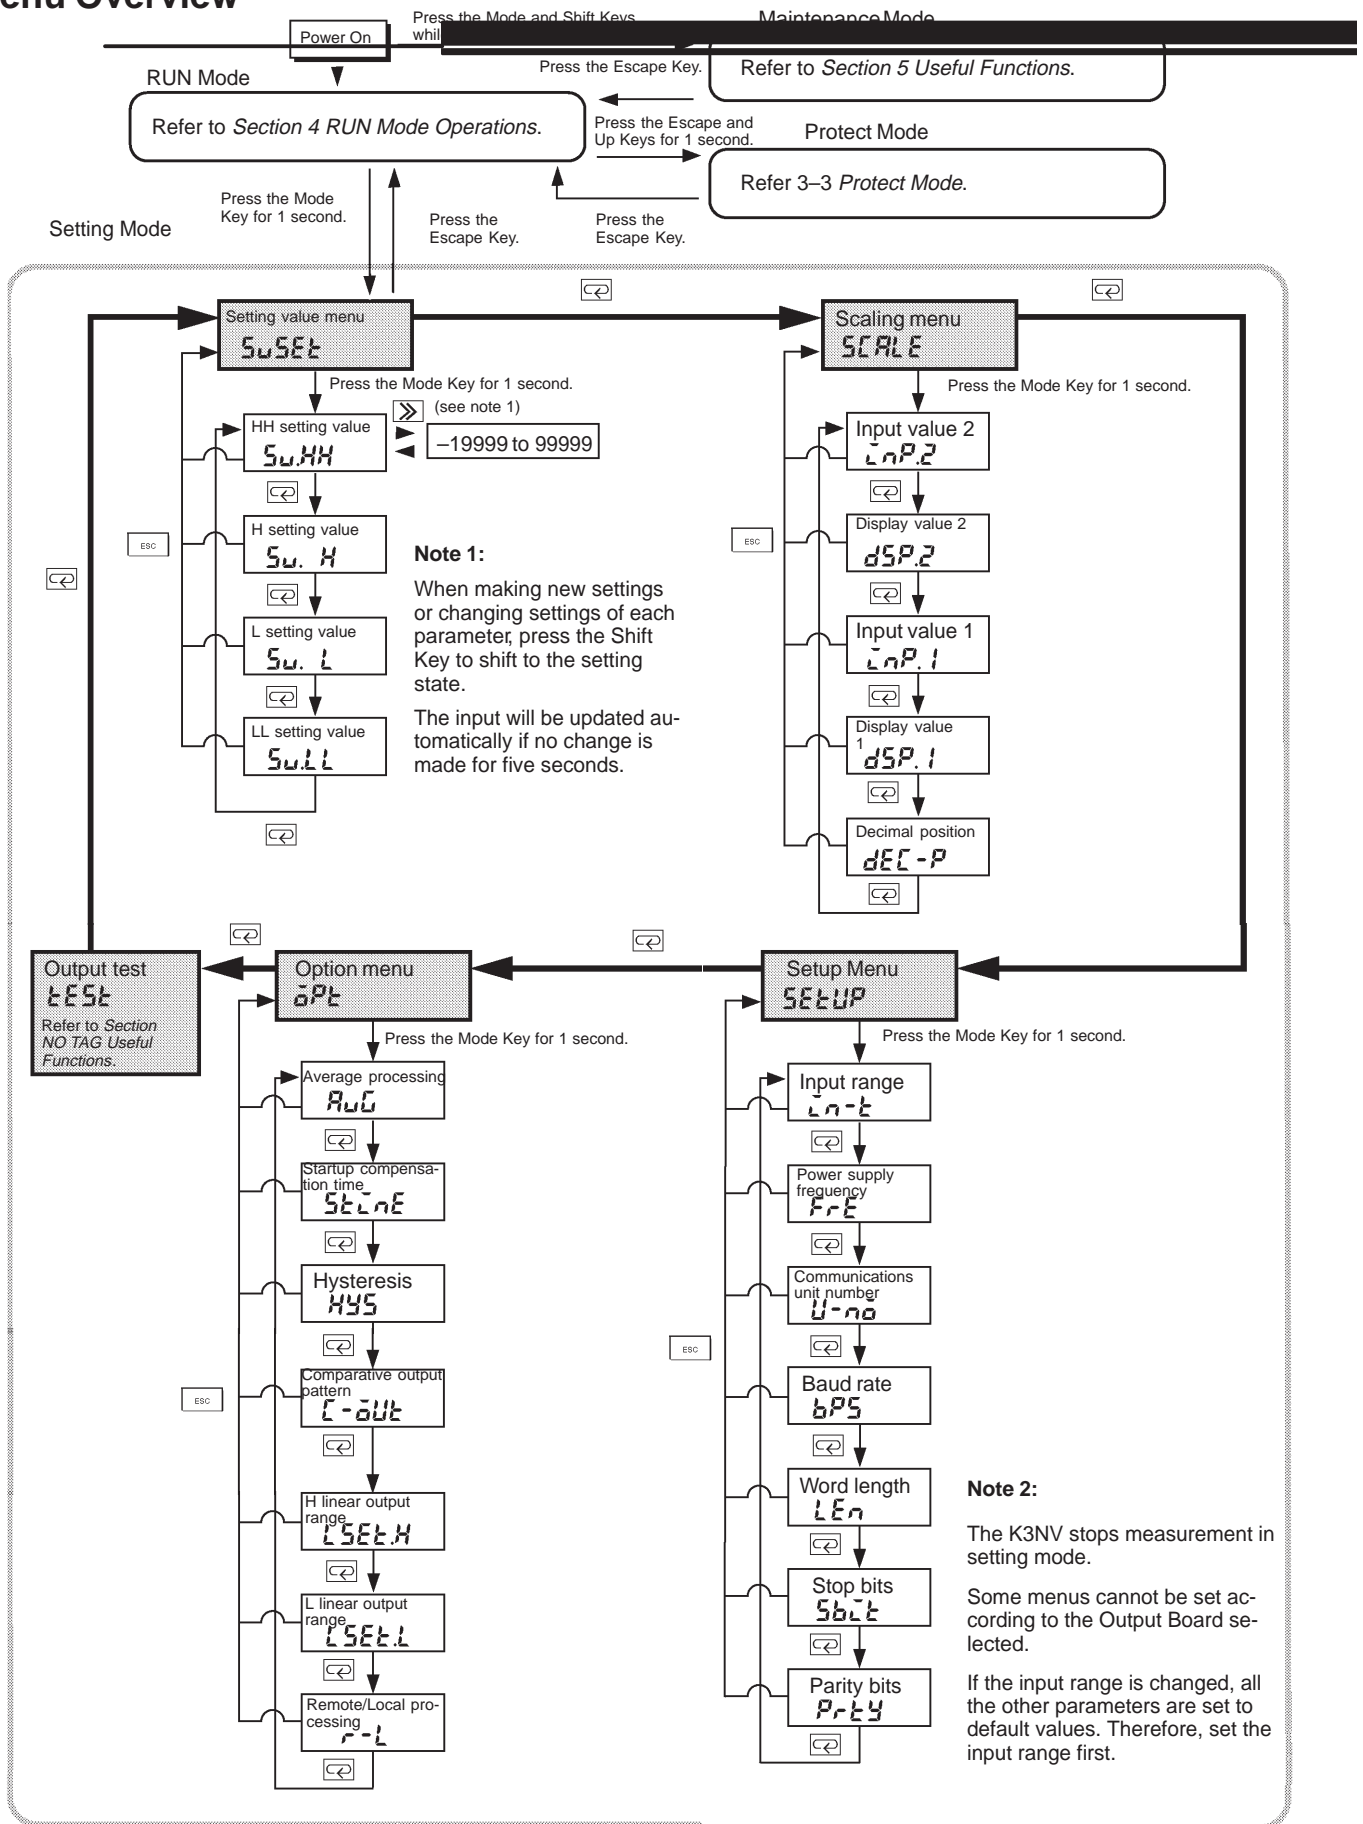 enu Overview
Press the Mode and Shift Keys
Maintenance Mode
Power On
whil
Press the Escape Key.
Refer to Section 5 Useful Functions.
RUN Mode
Refer to Section 4 RUN Mode Operations.
Press the Escape and
Up Keys for 1 second.
Protect Mode
Refer 3–3 Protect Mode.
Press the Mode
Key for 1 second.
Press the
Escape Key.
Press the
Escape Key.
Setting Mode
Setting value menu
SvSEt
Press the Mode Key for 1 second.
(see note 1)
HH setting value
Sv.HH
–19999 to 99999
H setting value
Sv. H
ESC
L setting value
Sv. L
LL setting value
Sv.LL
Note 1:
When making new settings
or changing settings of each
parameter, press the Shift
Key to shift to the setting
state.
The input will be updated au-
tomatically if no change is
made for five seconds.
Scaling menu
SCALE
Press the Mode Key for 1 second.
Input value 2
inP.2
Display value 2
dSP.2
ESC
Input value 1
inP.1
Display value
1
dSP.1
Decimal position
dEC-P
Output test
tESt
Refer to Section
NO TAG Useful
Functions.
Option menu
oPt
Press the Mode Key for 1 second.
Average processing
AvG
Startup compensa-
tion time
StinE
Hysteresis
HYS
Comparative output
pattern
C-oUt
ESC
H linear output
range
LSEt.H
L linear output
range
LSEt.L
Remote/Local pro-
cessing
r-L
Setup Menu
SEtUP
Press the Mode Key for 1 second.
Input range
in-t
Power supply
frequency
FrE
Communications
unit number
U-no
ESC
Baud rate
bPS
Word length
LEn
Stop bits
Sbit
Parity bits
PrtY
Note 2:
The K3NV stops measurement in
setting mode.
Some menus cannot be set ac-
cording to the Output Board se-
lected.
If the input range is changed, all
the other parameters are set to
default values. Therefore, set the
input range first.